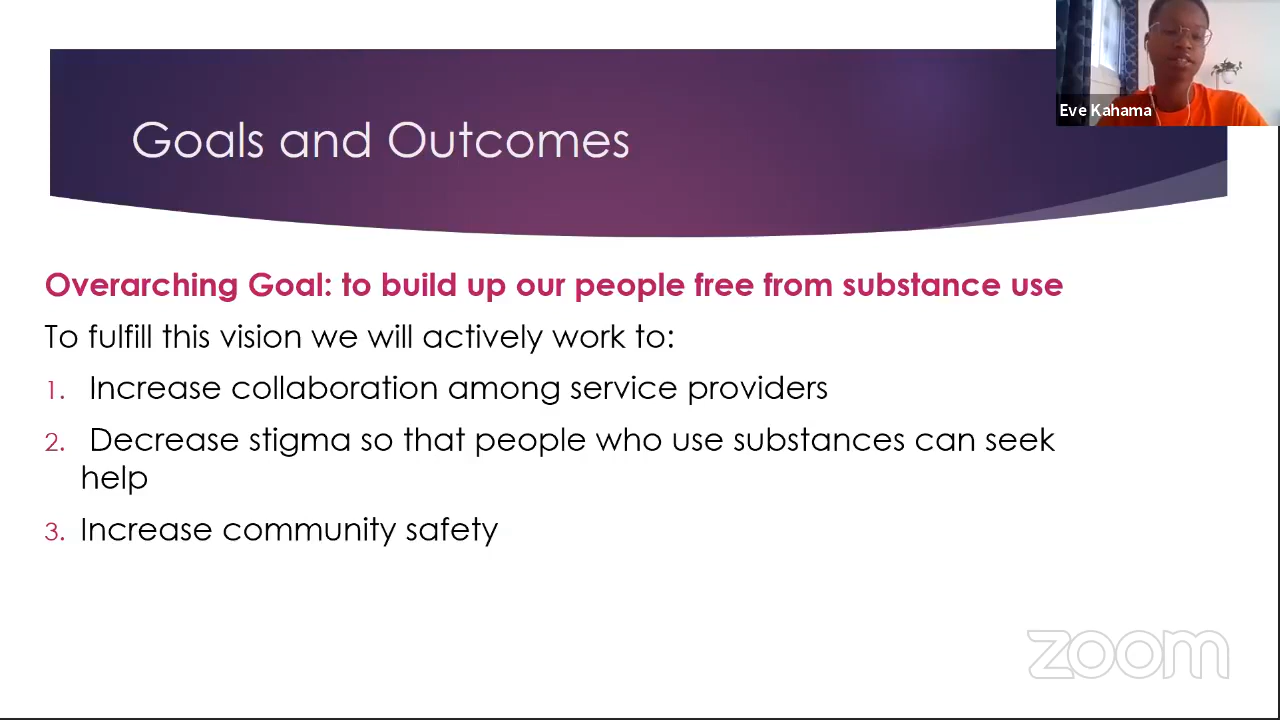 Eve Kahama
Goals and Outcomes
Overarching Goal: to build up our people free from substance use
To fulfill this vision we will actively work to:
1. Increase collaboration among service providers
2. Decrease stigma so that people who use substances can seek
help
3. Increase community safety
zoom